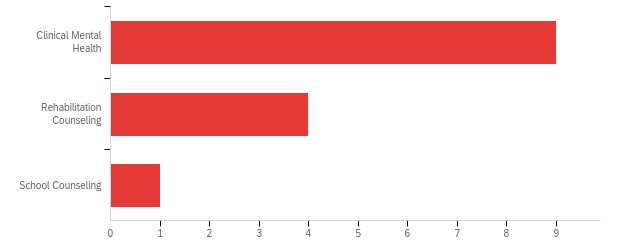 Clinical Mental
Health
Rehabilitation
Counseling
School Counseling
0 1 2 3 4 5 6 7 8 9